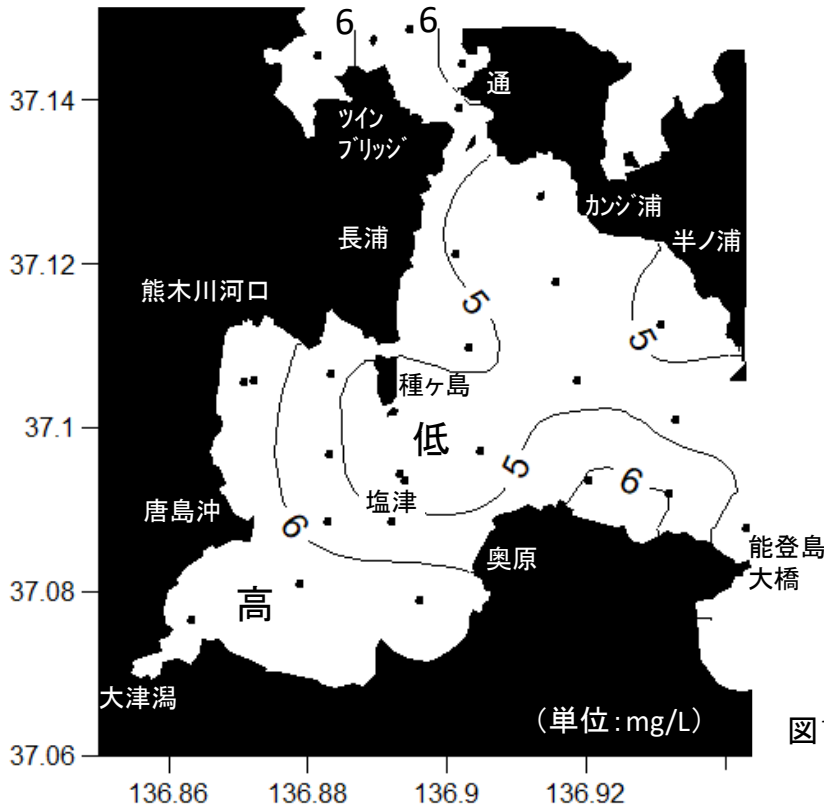 6
6
37.14
通
ツイン
ブリッジ
カンジ浦
長浦
半ノ浦
37.12
熊木川河口
5
5
種ヶ島
37.1
低
5
6
塩津
唐島沖
6
奥原
能登島
大橋
37.08
高
大津潟
(単位:mg/L)
図
37.06
136.86
136.88
136.9
136.92